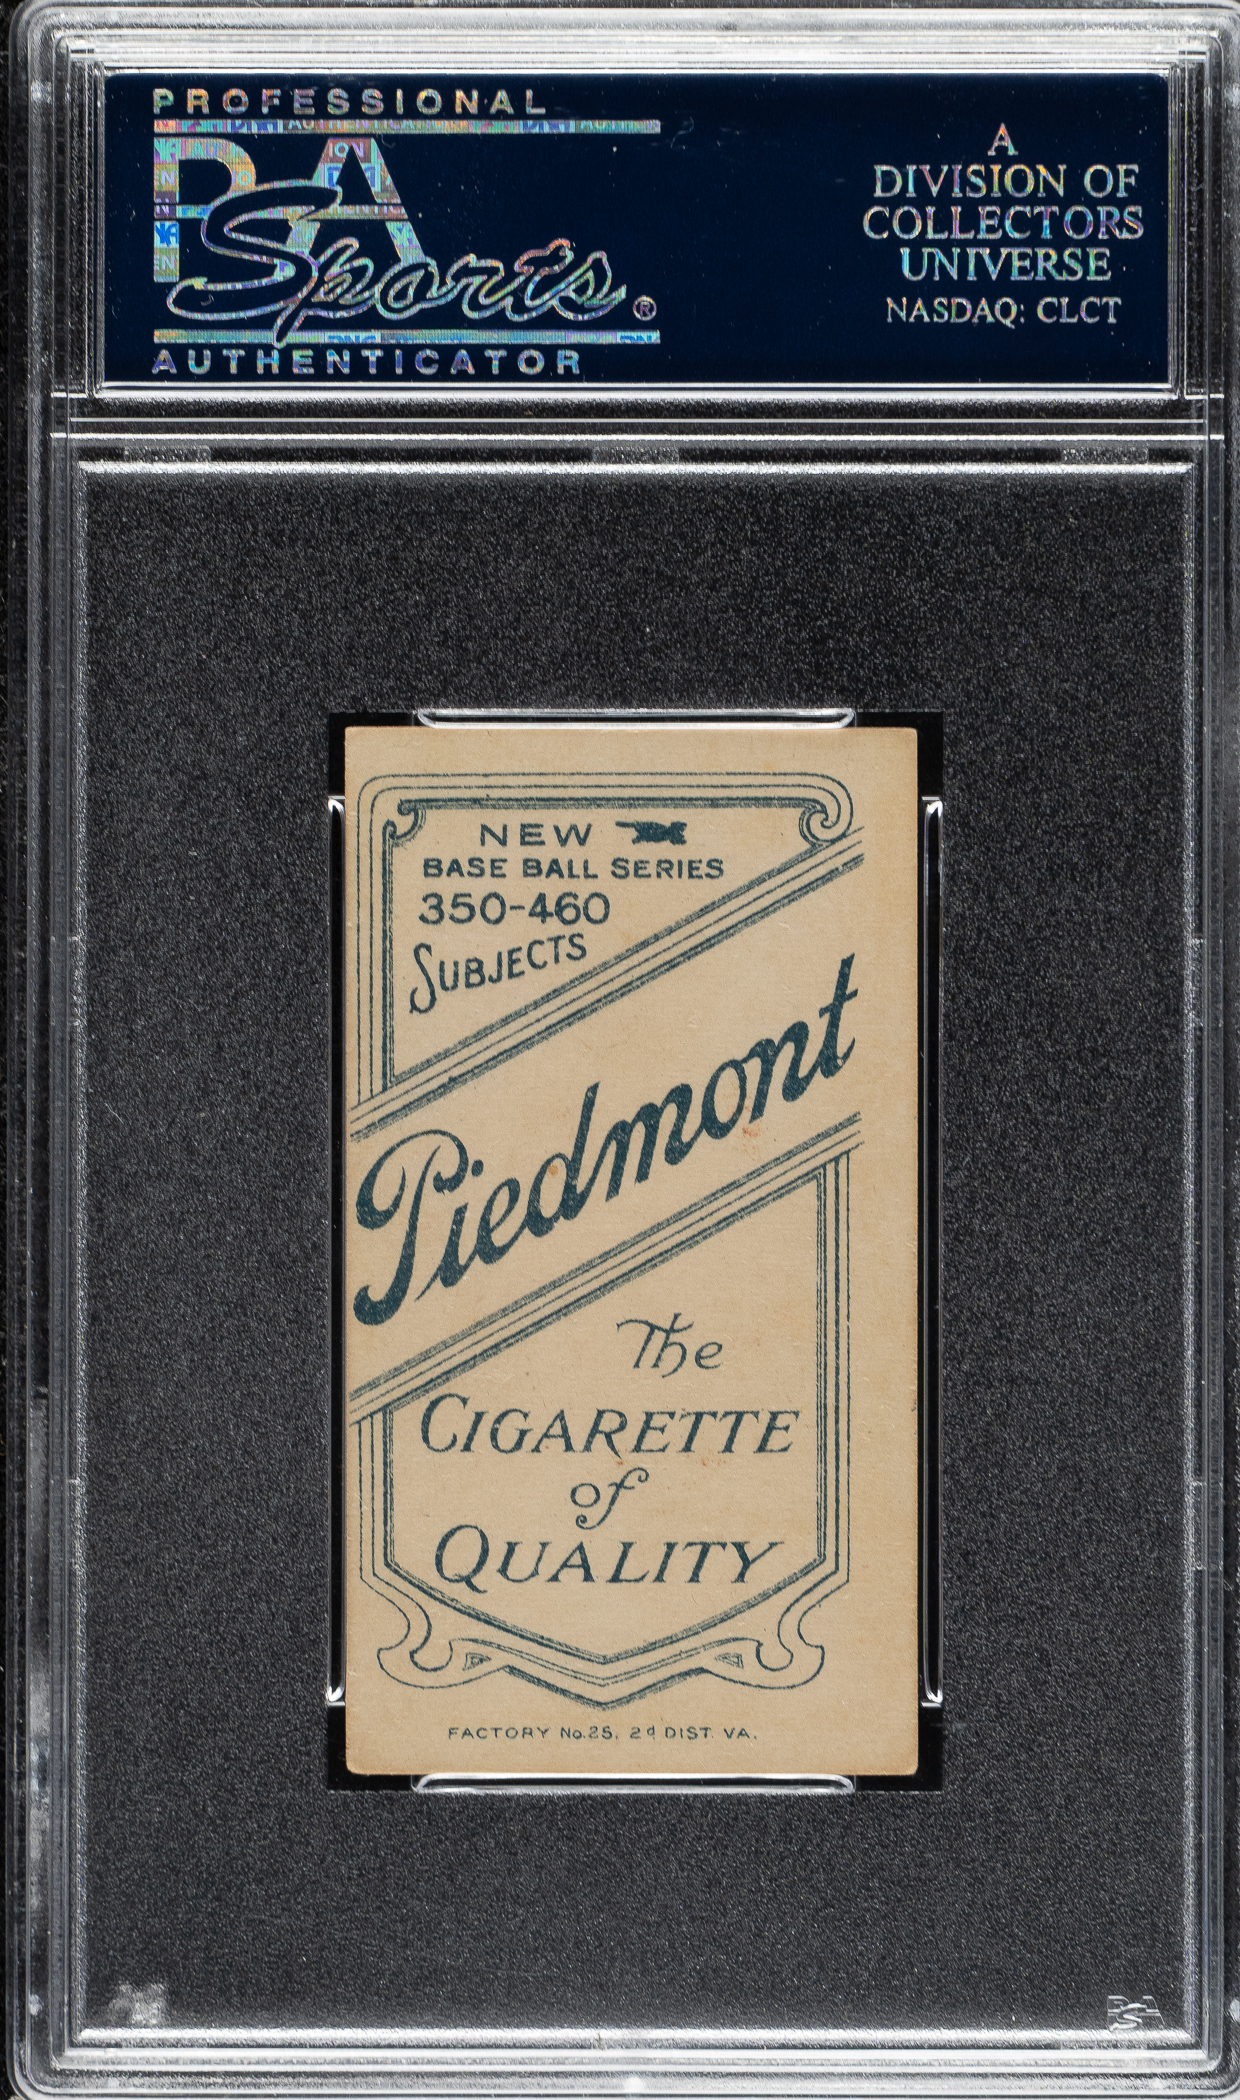 PROFESSIONAL
PSA
Sports®
AUTHENTICATOR
A
DIVISION OF
COLLECTORS
UNIVERSE
NASDAQ: CLCT
NEW
BASE BALL SERIES
350-460
SUBJECTS
Piedmont
The
CIGARETTE
of
QUALITY
FACTORY No.25. 2d DIST. VA.
PSA